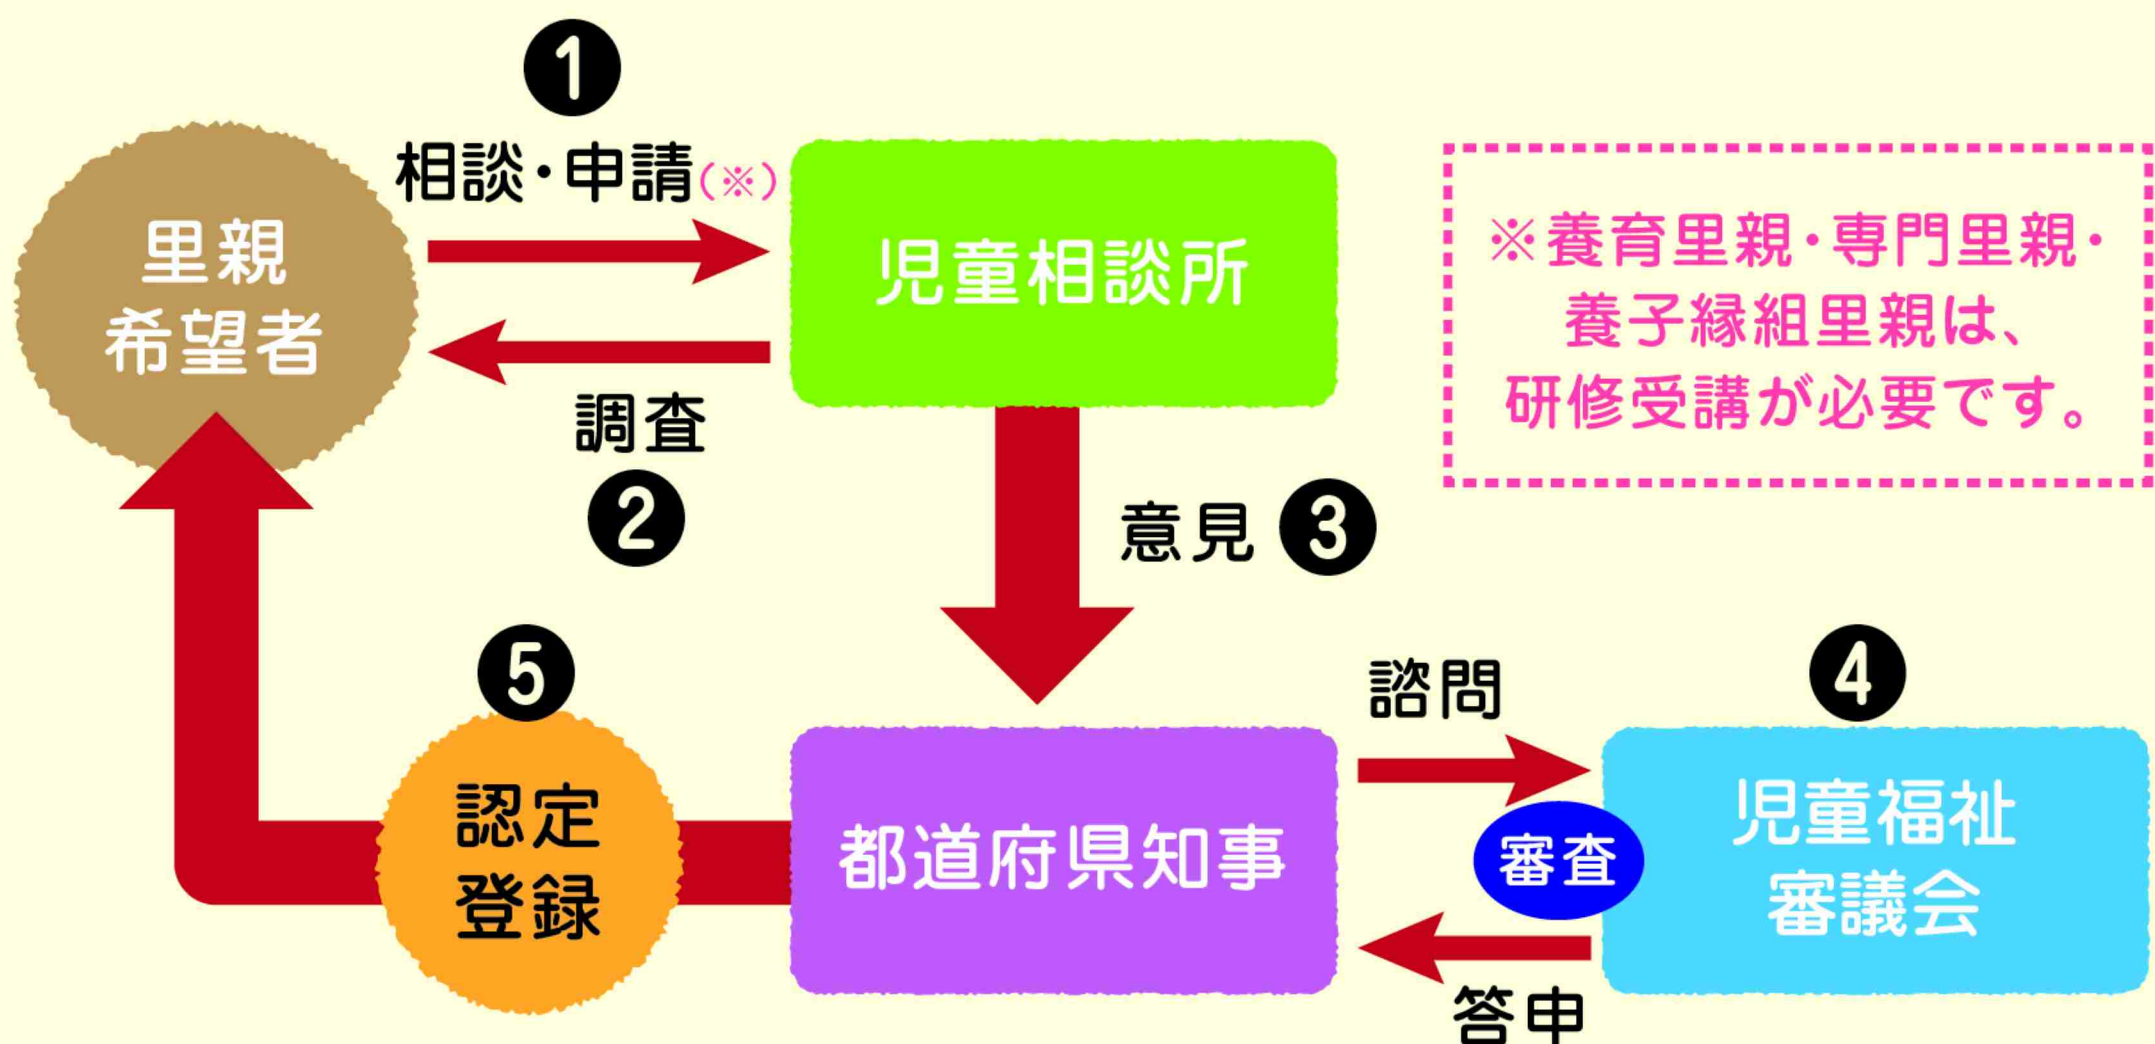 ❶
相談・申請(※)
里親
希望者
児童相談所
※養育里親・専門里親・
養子縁組里親は、
研修受講が必要です。
調査
❷
意見 ❸
❺
認定
登録
都道府県知事
諮問
❹
審査
児童福祉
審議会
答申